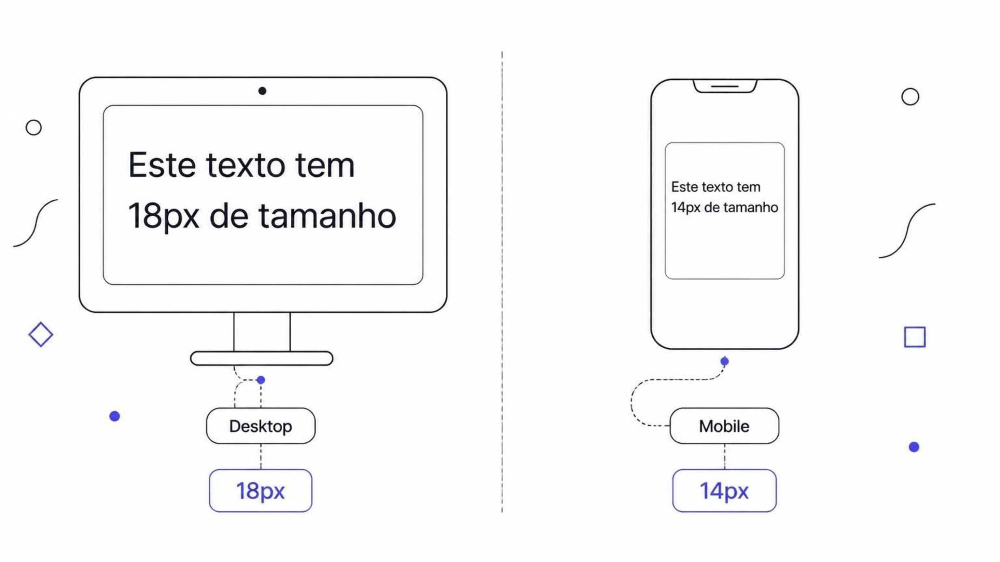 Este texto tem
18px de tamanho
Desktop
18px
Este texto tem
14px de tamanho
Mobile
14px